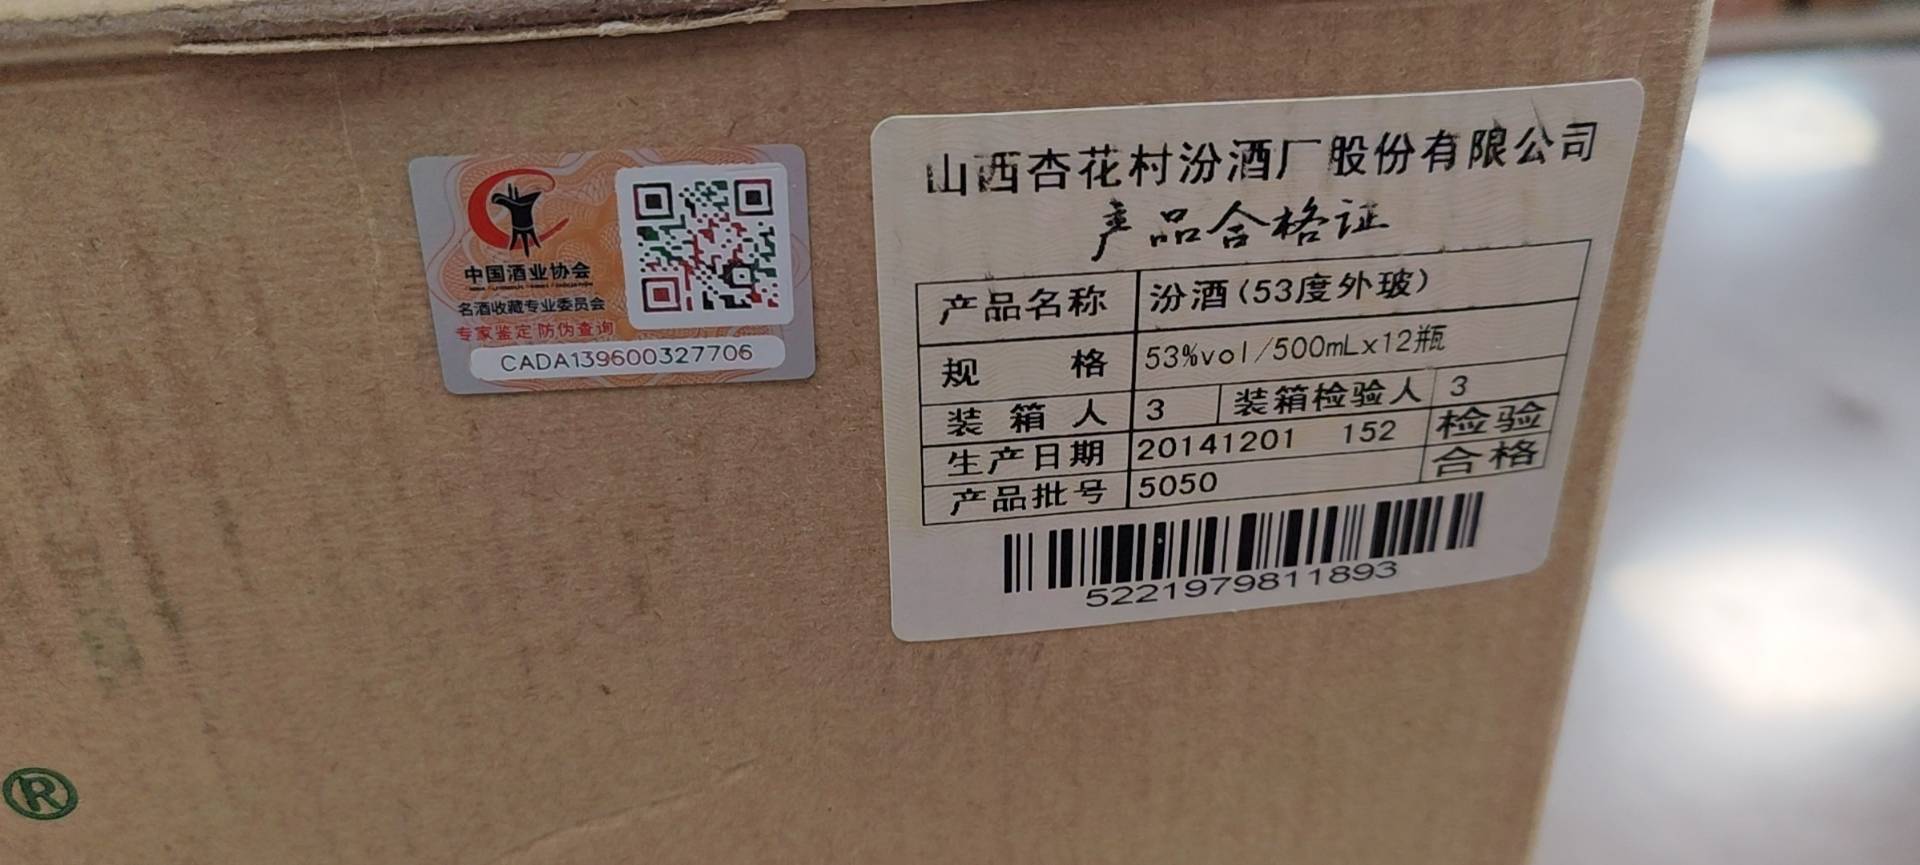 中国酒业协会
名酒收藏专业委员会
专家鉴定 防伪查询
CADA139600327706
山西杏花村汾酒厂股份有限公司
产品合格证
产品名称 汾酒(53度外玻)
规 格 53%vol/500mLx12瓶
装箱人 3 装箱检验人 3
生产日期 20141201 152 检验
产品批号 5050 合格
5221979811893
®